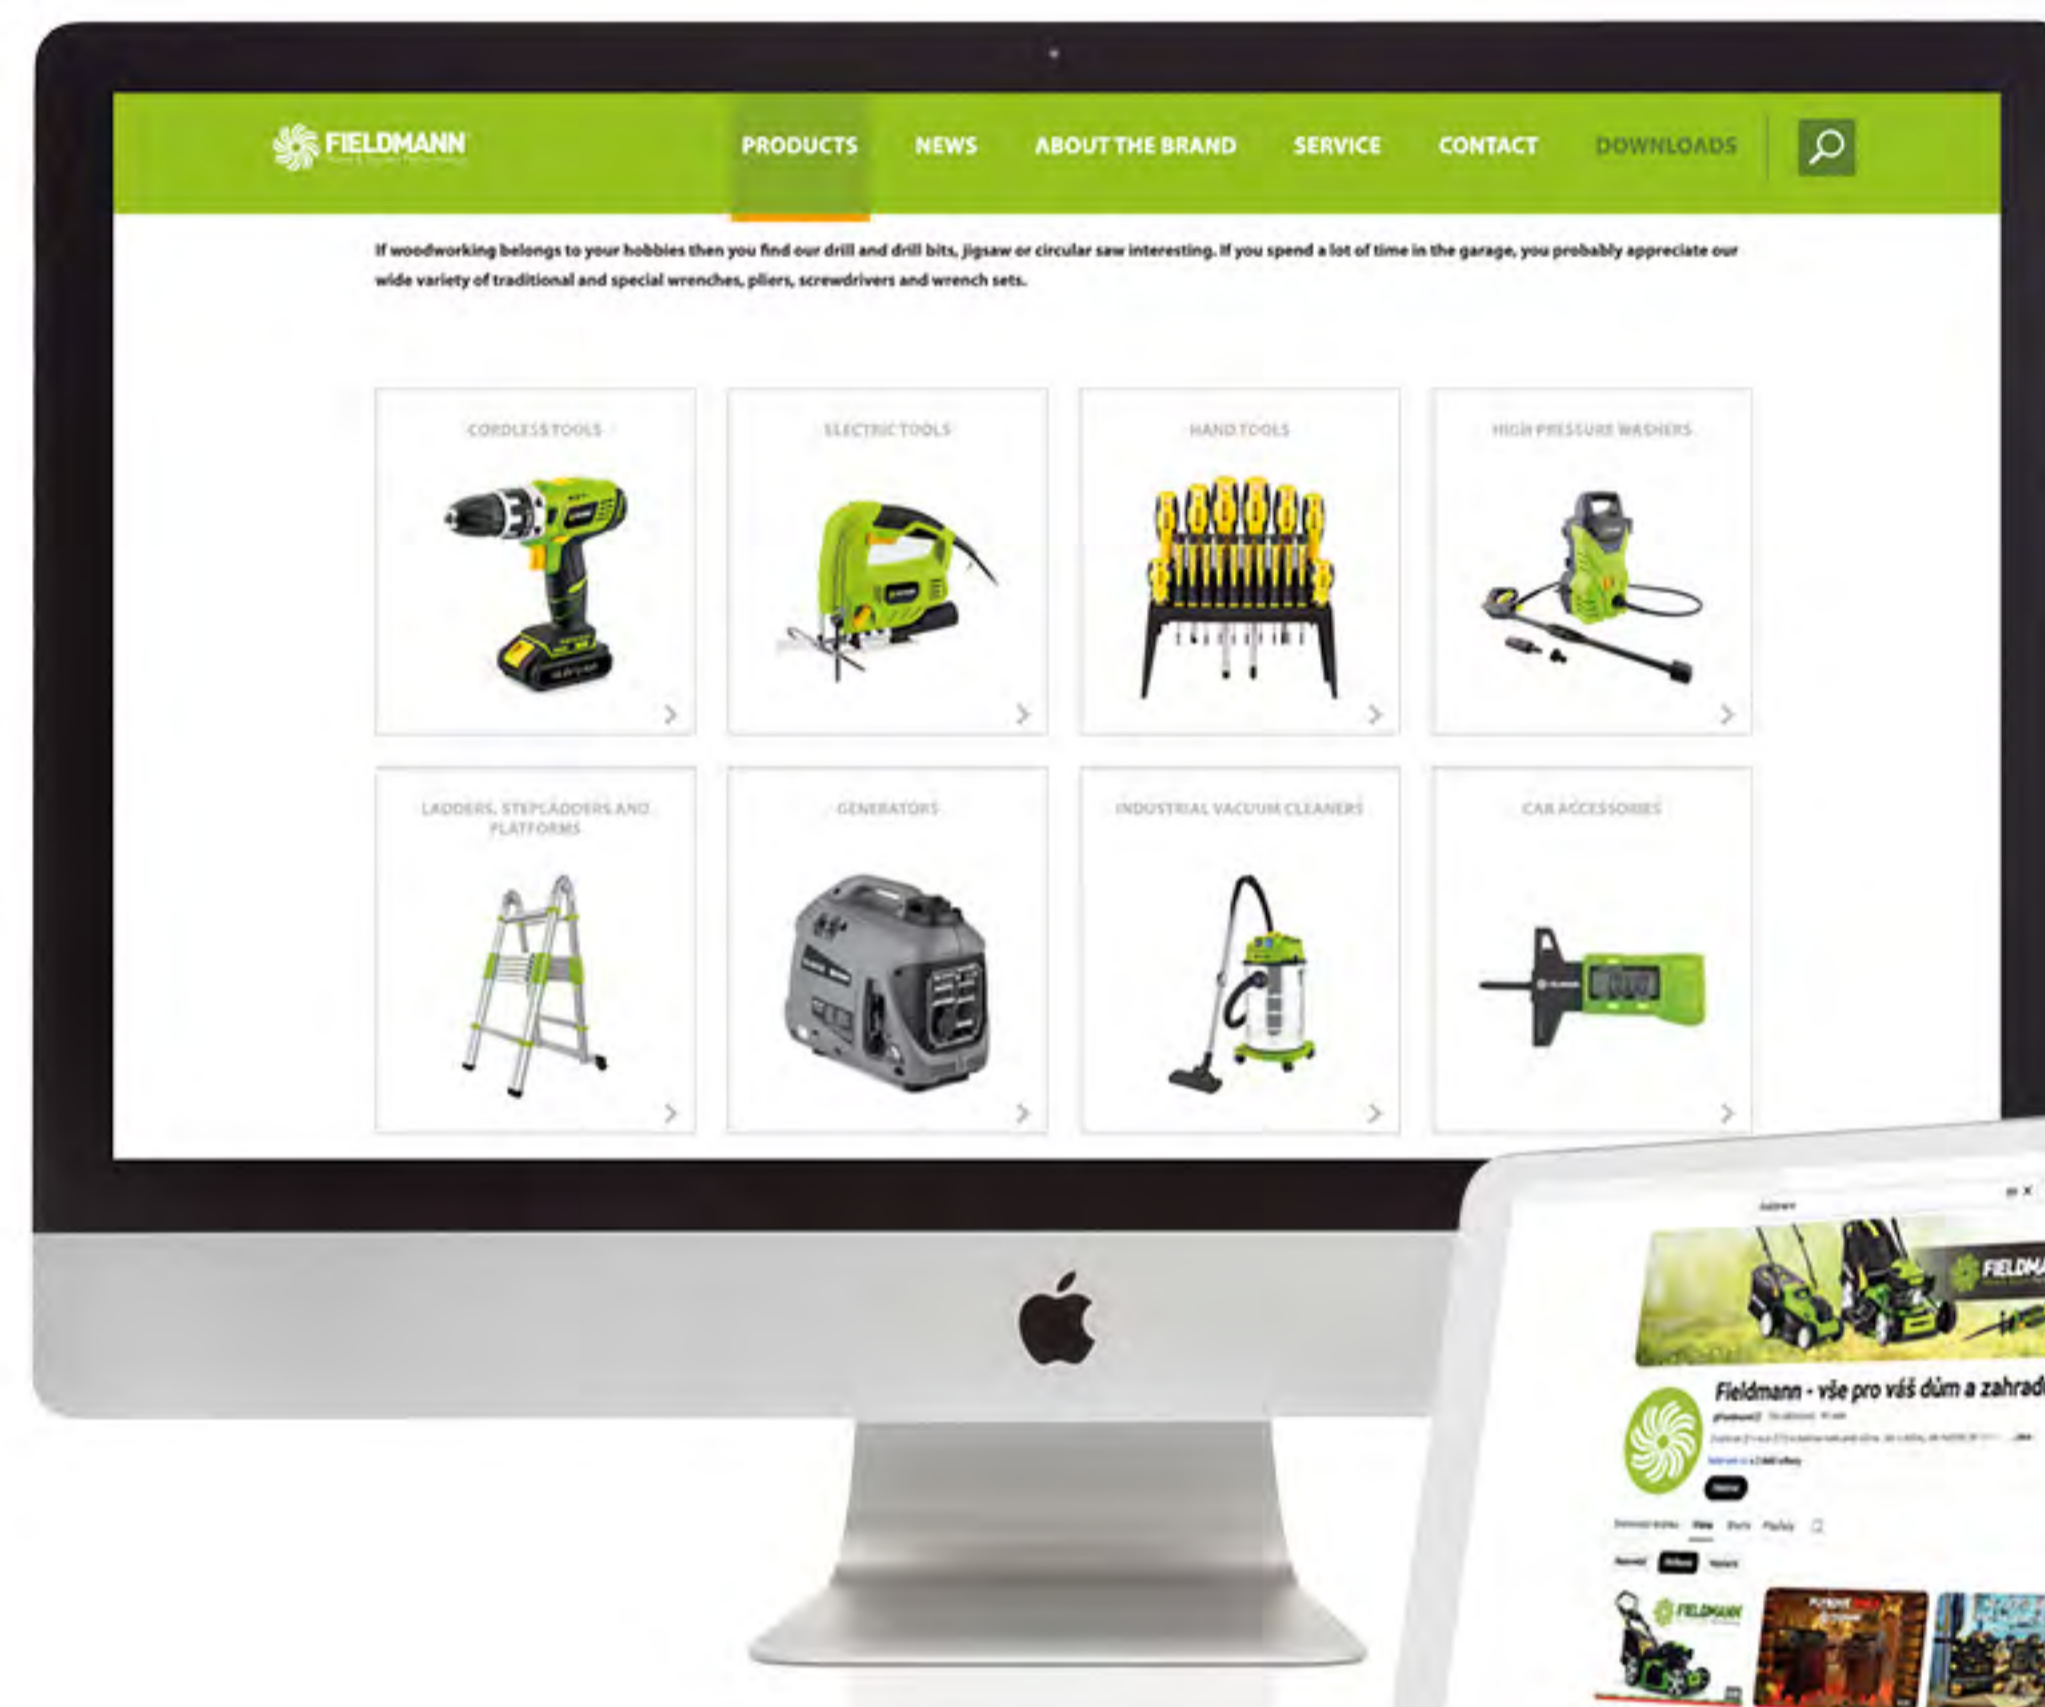 FIELDMANN
PRODUCTS NEWS ABOUT THE BRAND SERVICE CONTACT DOWNLOADS
If woodworking belongs to your hobbies then you find our drill and drill bits, jigsaw or circular saw interesting. If you spend a lot of time in the garage, you probably appreciate our
wide variety of traditional and special wrenches, pliers, screwdrivers and wrench sets.
CORDLESS TOOLS
ELECTRIC TOOLS
HAND TOOLS
HIGH PRESSURE WASHERS
LADDERS, STEPLADDERS AND
PLATFORMS
GENERATORS
INDUSTRIAL VACUUM CLEANERS
CAR ACCESSORIES
FIELDMA
Fieldmann - vše pro váš dům a zahrad
FIELDMANN